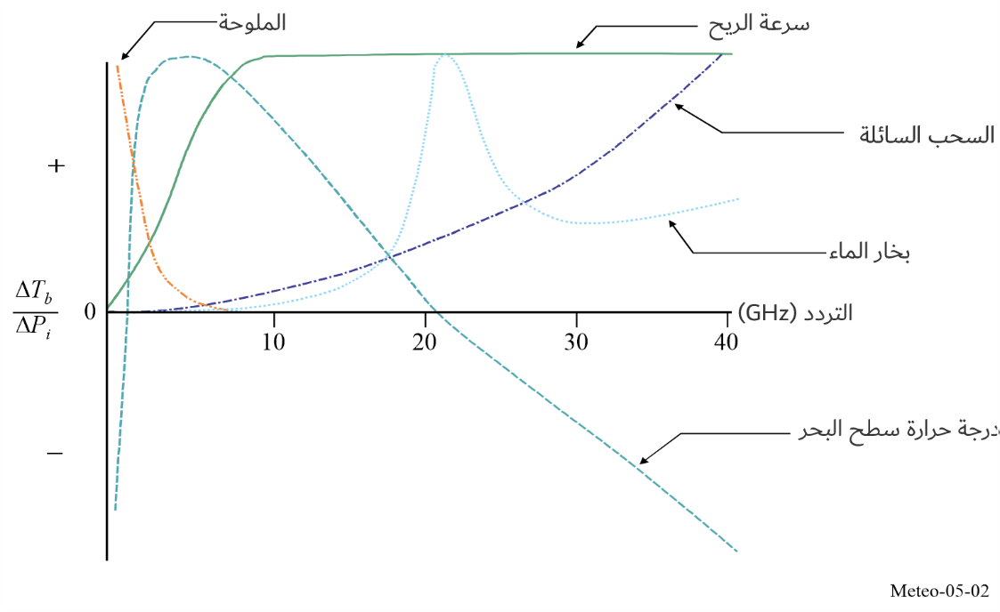 الملوحة
سرعة الريح
السحب السائلة
+
بخار الماء
ΔT_b
ΔP_i
0
التردد (GHz)
10 20 30 40
درجة حرارة سطح البحر
–
Meteo-05-02